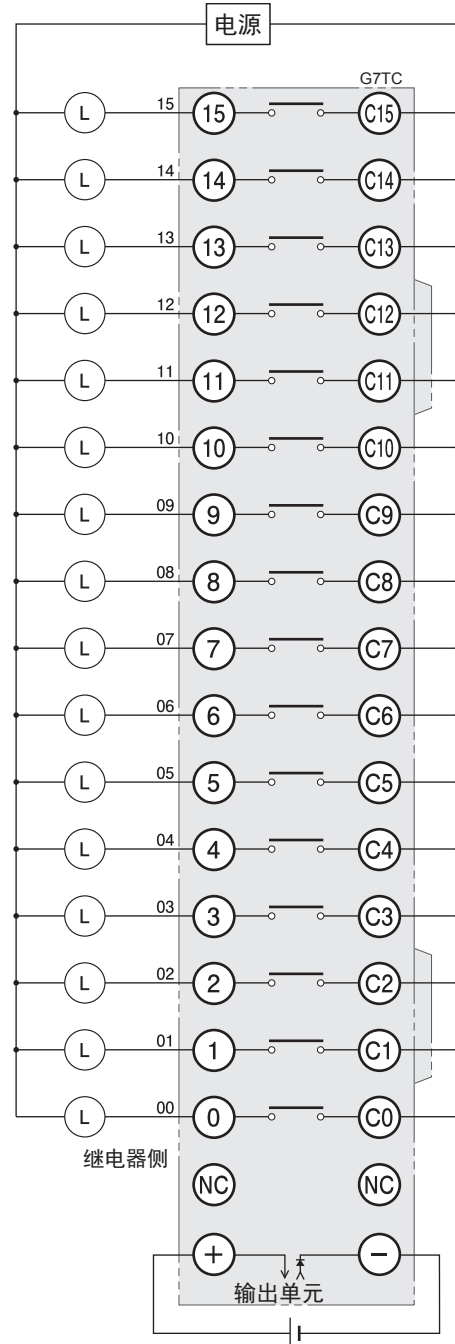 电源
G7TC
L 15 15 C15
L 14 14 C14
L 13 13 C13
L 12 12 C12
L 11 11 C11
L 10 10 C10
L 09 9 C9
L 08 8 C8
L 07 7 C7
L 06 6 C6
L 05 5 C5
L 04 4 C4
L 03 3 C3
L 02 2 C2
L 01 1 C1
L 00 0 C0
继电器侧
NC NC
+ −
输出单元